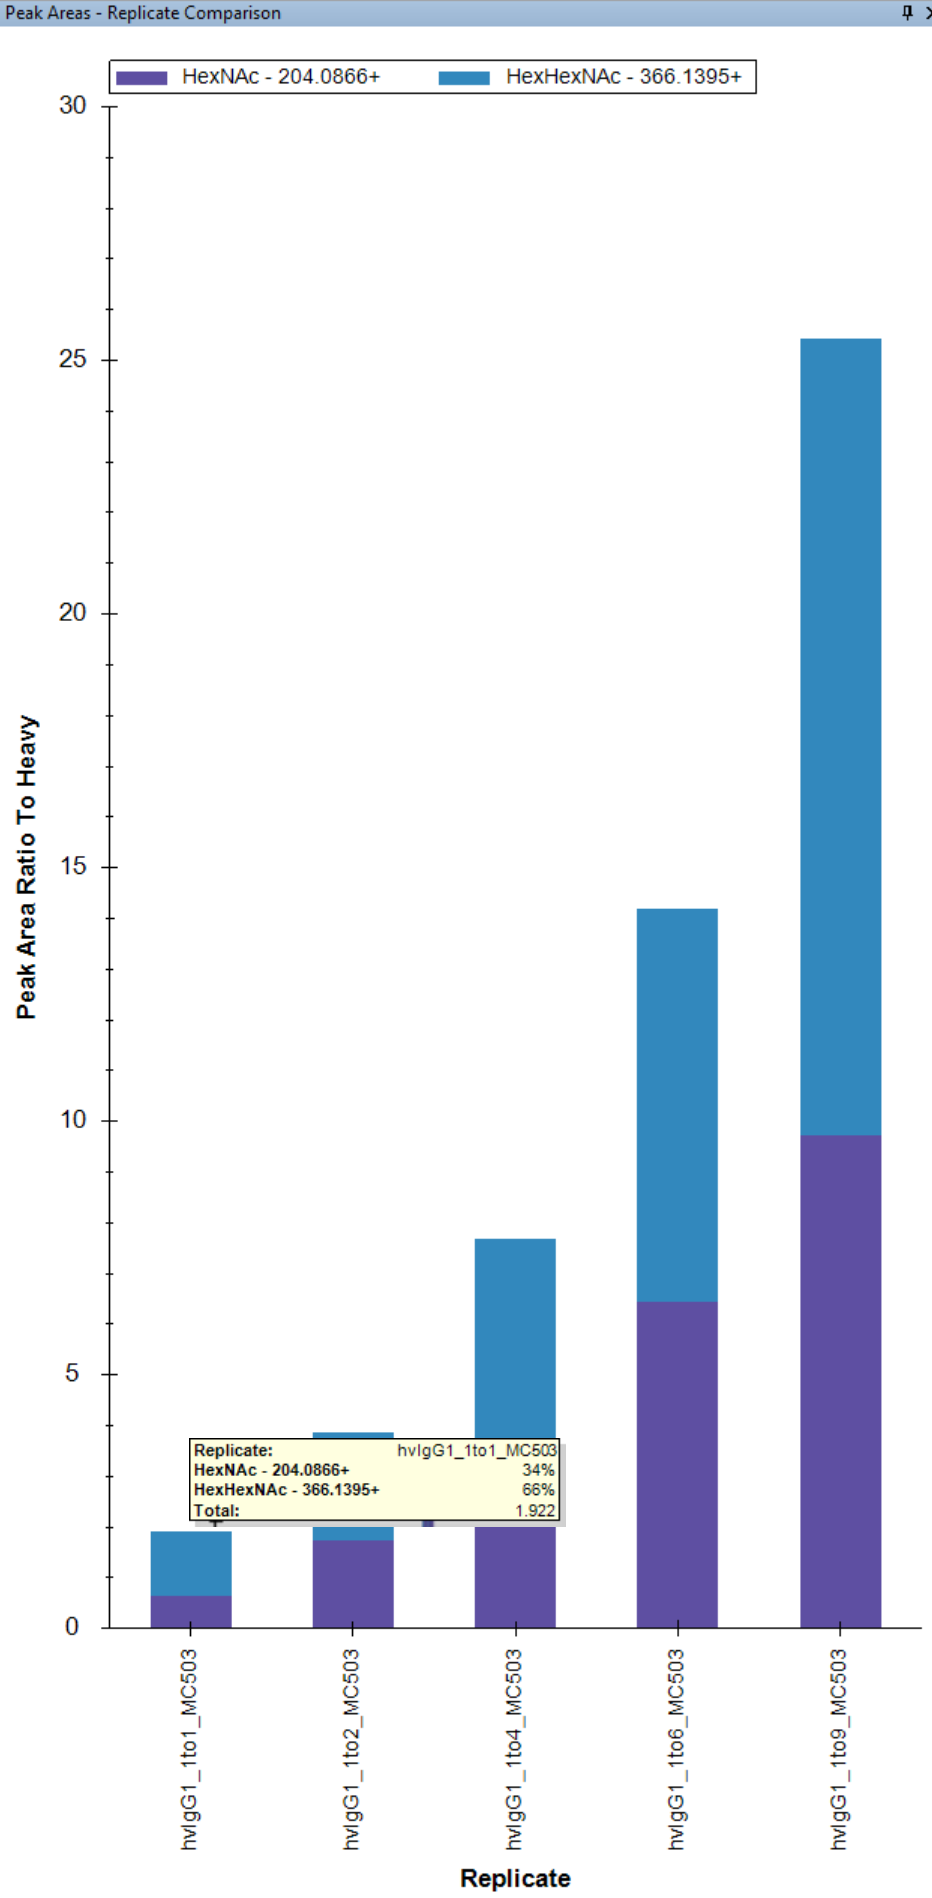 Peak Areas - Replicate Comparison
HexNAc - 204.0866+ HexHexNAc - 366.1395+
30
25
20
15
10
5
0
Peak Area Ratio To Heavy
Replicate: hvIgG1_1to1_MC503
HexNAc - 204.0866+ 34%
HexHexNAc - 366.1395+ 66%
Total: 1.922
hvIgG1_1to1_MC503
hvIgG1_1to2_MC503
hvIgG1_1to4_MC503
hvIgG1_1to6_MC503
hvIgG1_1to9_MC503
Replicate